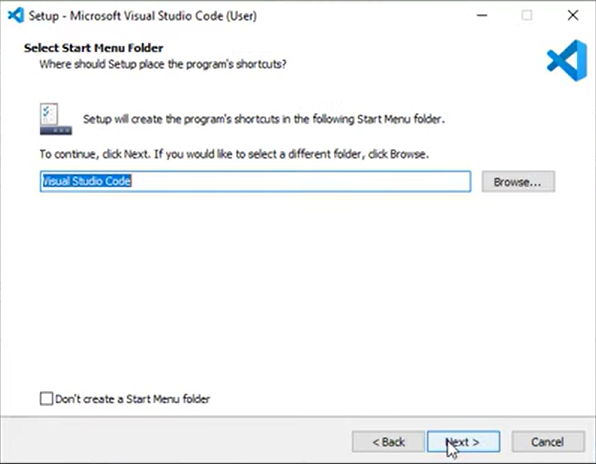 Setup - Microsoft Visual Studio Code (User)
Select Start Menu Folder
Where should Setup place the program's shortcuts?
Setup will create the program's shortcuts in the following Start Menu folder.
To continue, click Next. If you would like to select a different folder, click Browse.
Visual Studio Code
Browse...
Don't create a Start Menu folder
< Back
Next >
Cancel